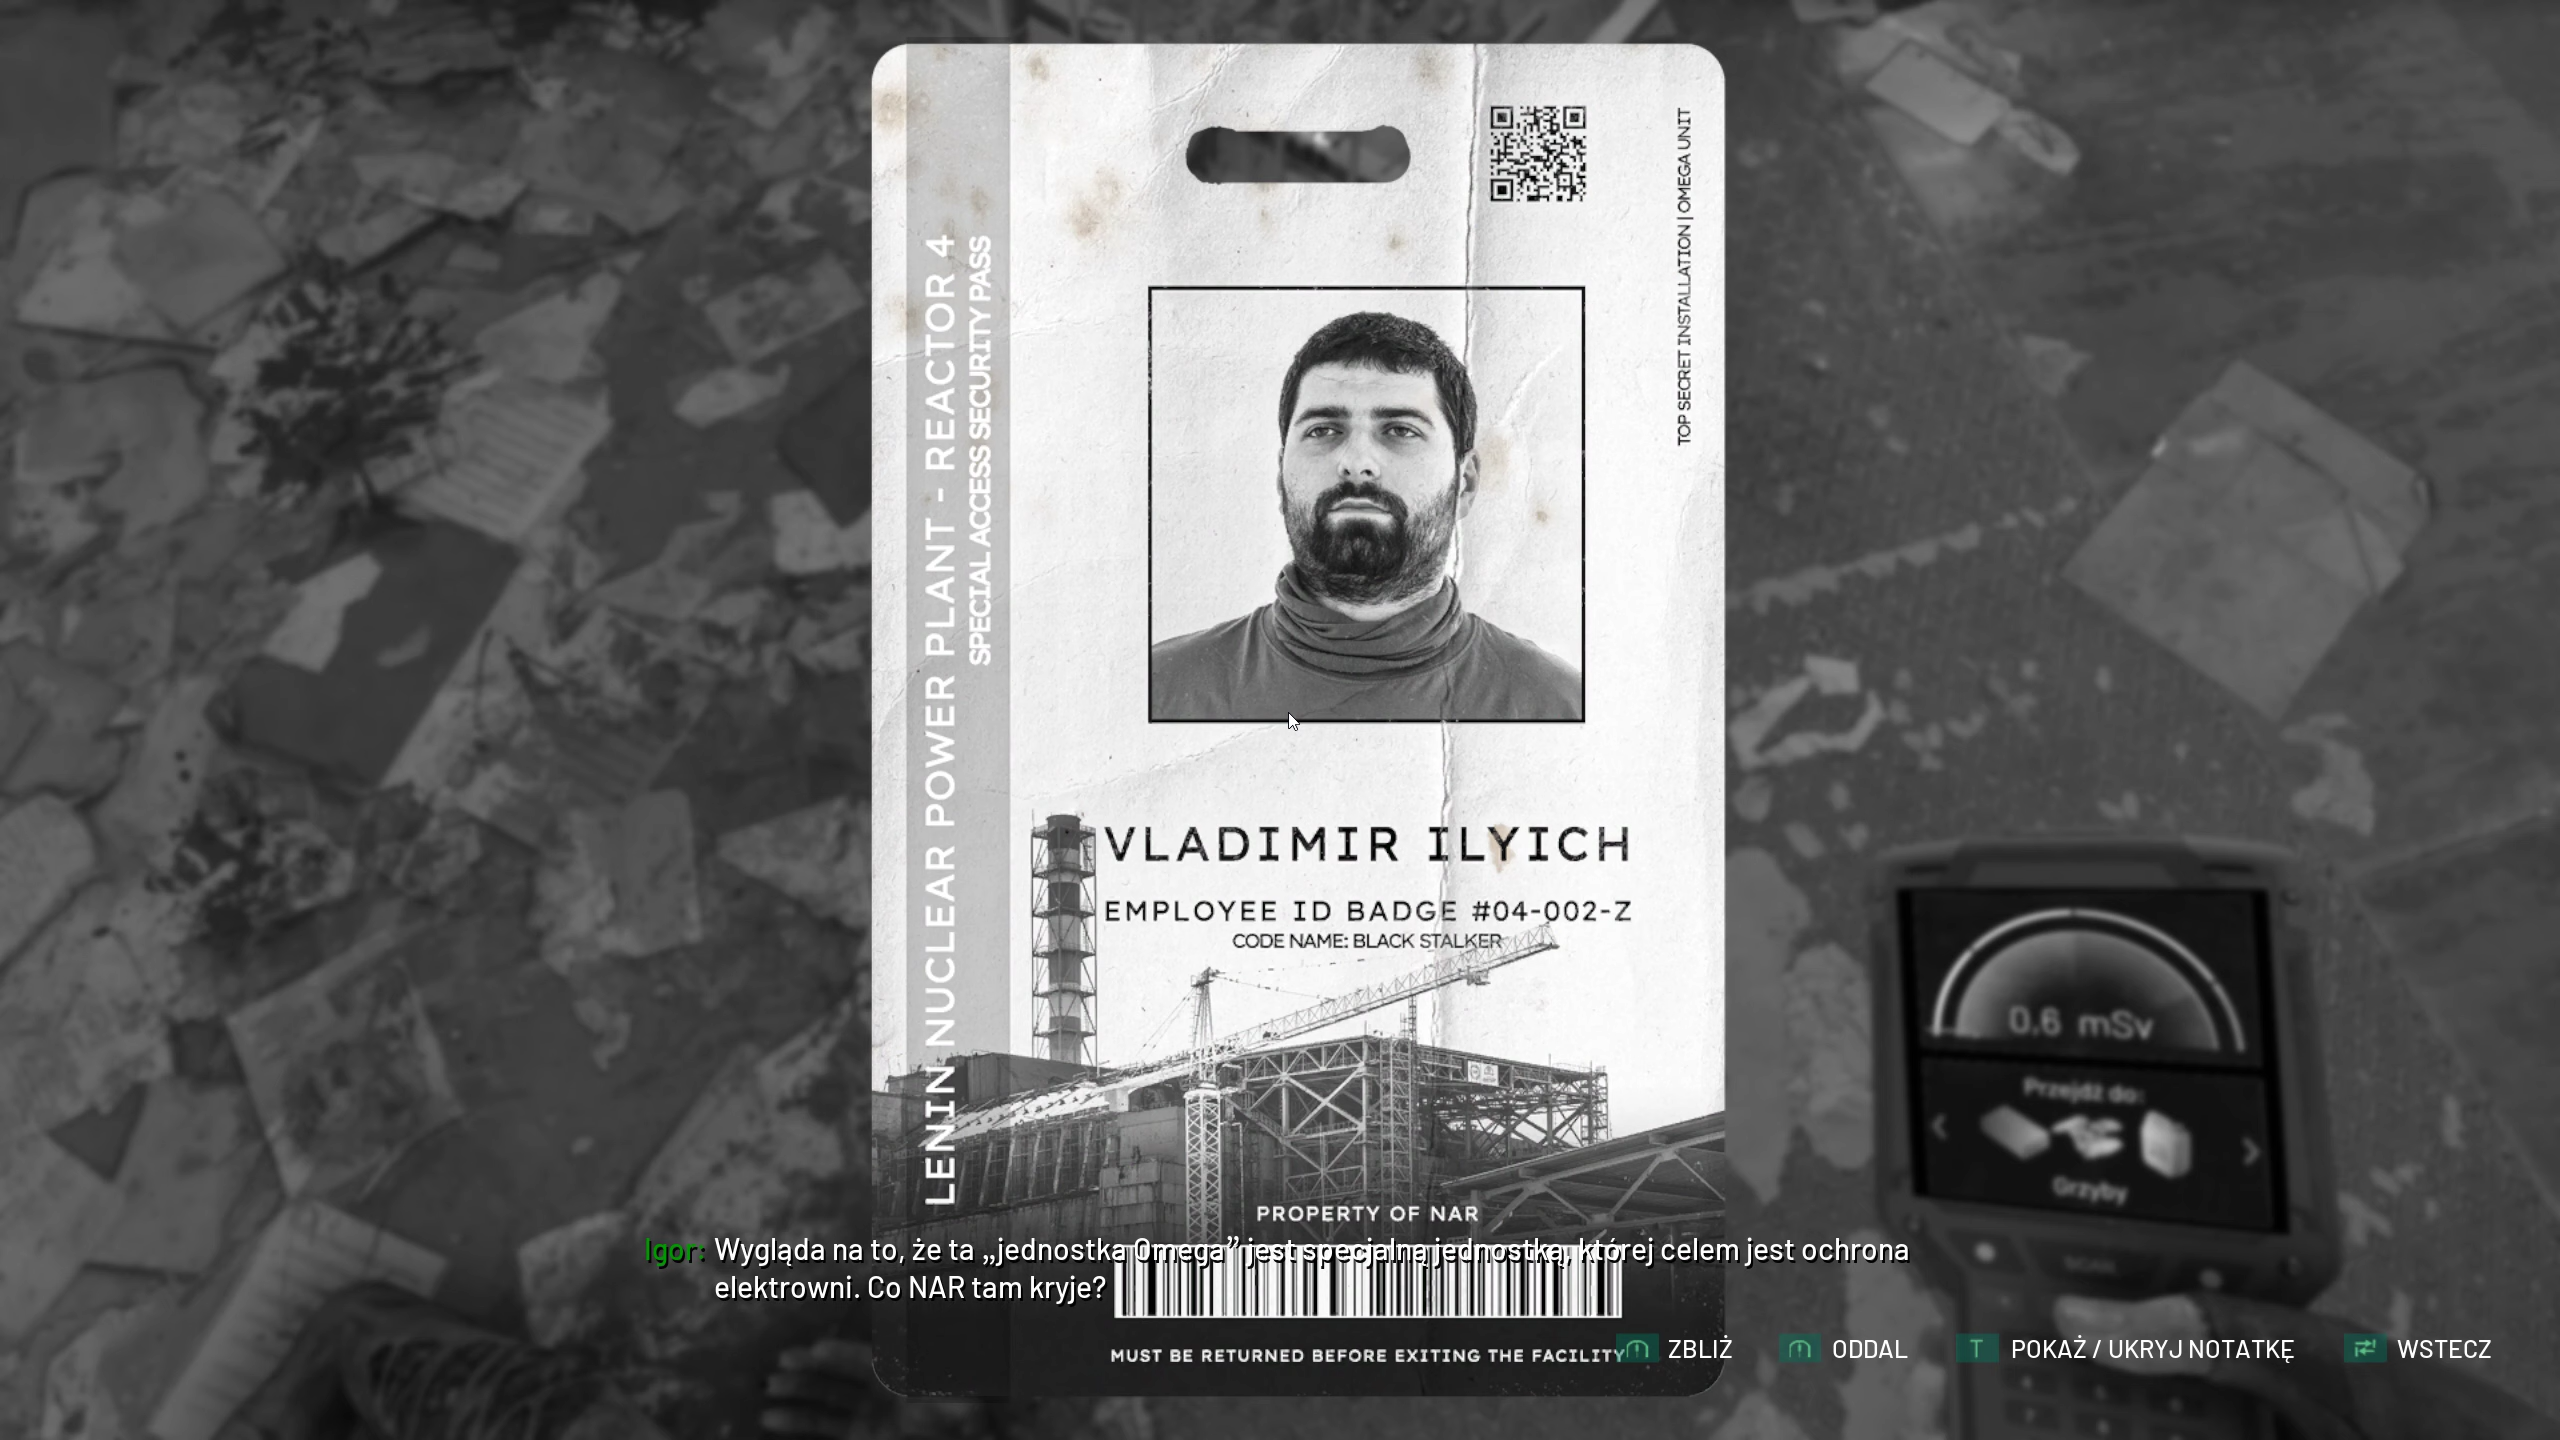 LENIN NUCLEAR POWER PLANT - REACTOR 4
SPECIAL ACCESS SECURITY PASS
TOP SECRET INSTALLATION | OMEGA UNIT
VLADIMIR ILYICH
EMPLOYEE ID BADGE #04-002-Z
CODE NAME: BLACK STALKER
PROPERTY OF NAR
Igor: Wygląda na to, że ta „jednostka Omega” jest specjalną jednostką, której celem jest ochrona
elektrowni. Co NAR tam kryje?
MUST BE RETURNED BEFORE EXITING THE FACILITY
0.6 mSv
Przejdź do:
Grzyby
SCAN
ZBLIŻ
ODDAL
T POKAŻ / UKRYJ NOTATKĘ
WSTECZ